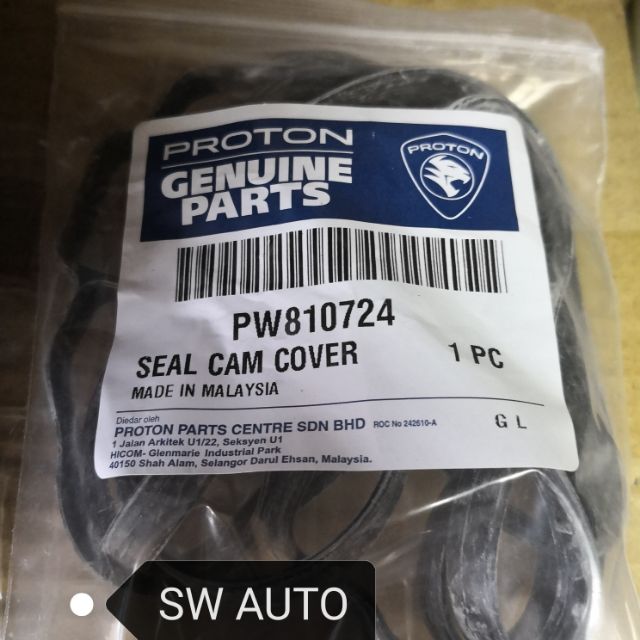 PROTON
GENUINE
PARTS
PROTON
PW810724
SEAL CAM COVER 1 PC
MADE IN MALAYSIA
Diedar oleh
PROTON PARTS CENTRE SDN BHD ROC No 242610-A
1 Jalan Arkitek U1/22, Seksyen U1
HICOM- Glenmarie Industrial Park
40150 Shah Alam, Selangor Darul Ehsan, Malaysia.
G L
SW AUTO